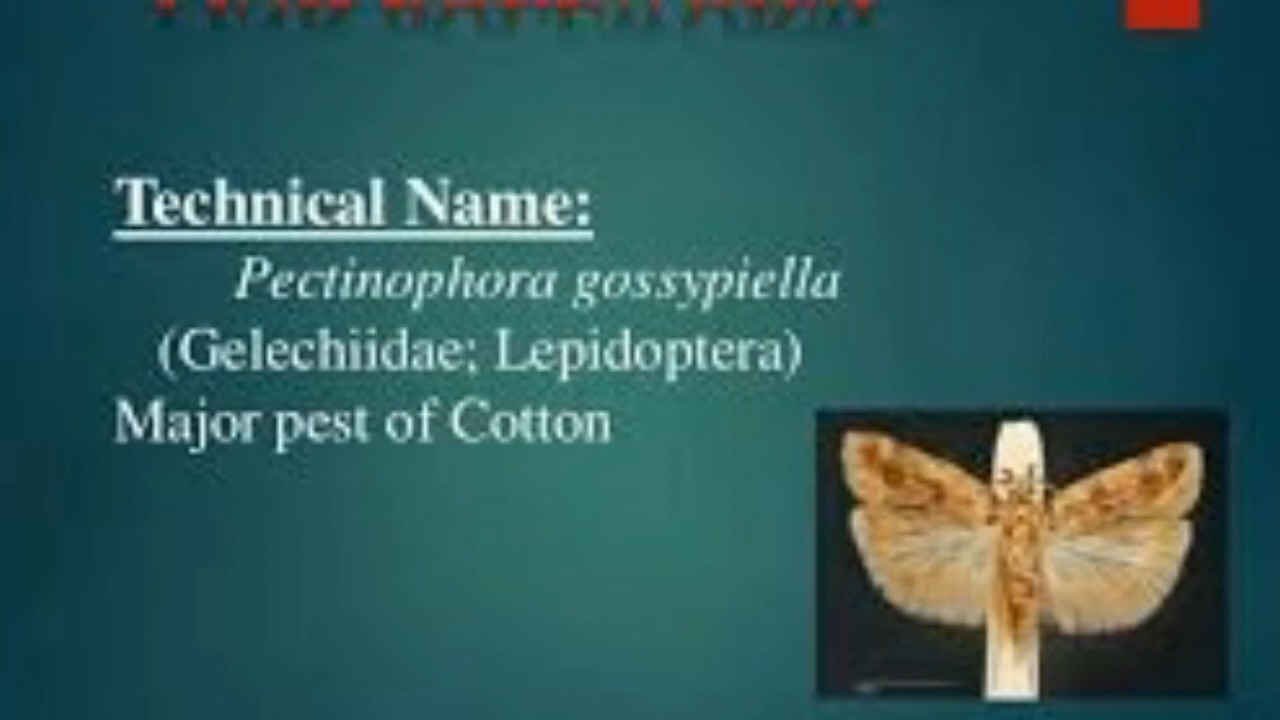 Technical Name:
Pectinophora gossypiella
(Gelechiidae; Lepidoptera)
Major pest of Cotton